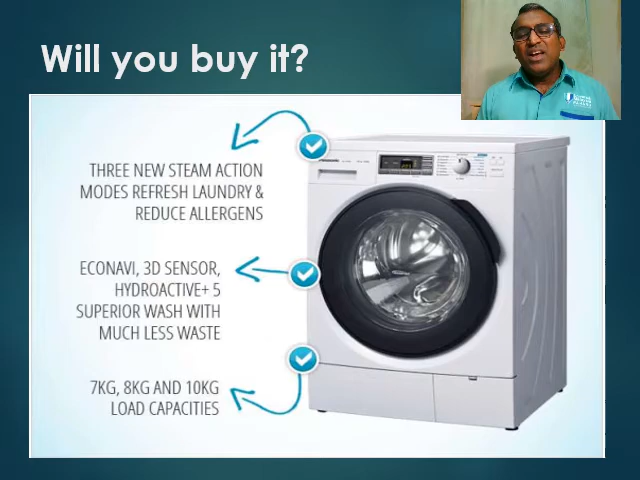 Will you buy it?
THREE NEW STEAM ACTION
MODES REFRESH LAUNDRY &
REDUCE ALLERGENS
ECONAVI, 3D SENSOR,
HYDROACTIVE+ 5
SUPERIOR WASH WITH
MUCH LESS WASTE
7KG, 8KG AND 10KG
LOAD CAPACITIES